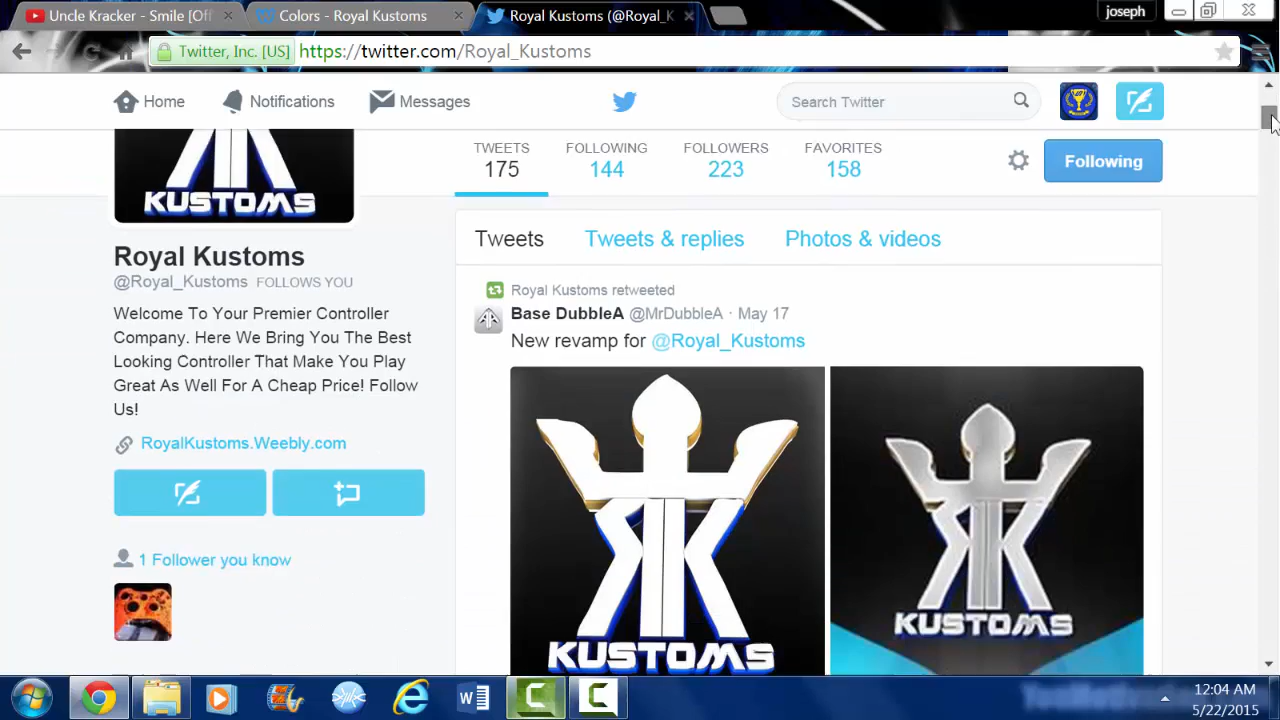 Uncle Kracker - Smile [Off
Colors - Royal Kustoms
Royal Kustoms (@Royal_K
joseph
Twitter, Inc. [US]
https://twitter.com/Royal_Kustoms
Home
Notifications
Messages
Search Twitter
KUSTOMS
TWEETS
175
FOLLOWING
144
FOLLOWERS
223
FAVORITES
158
Following
Royal Kustoms
@Royal_Kustoms FOLLOWS YOU
Welcome To Your Premier Controller
Company. Here We Bring You The Best
Looking Controller That Make You Play
Great As Well For A Cheap Price! Follow
Us!
RoyalKustoms.Weebly.com
1 Follower you know
Tweets
Tweets & replies
Photos & videos
Royal Kustoms retweeted
Base DubbleA @MrDubbleA · May 17
New revamp for @Royal_Kustoms
KUSTOMS
KUSTOMS
12:04 AM
5/22/2015